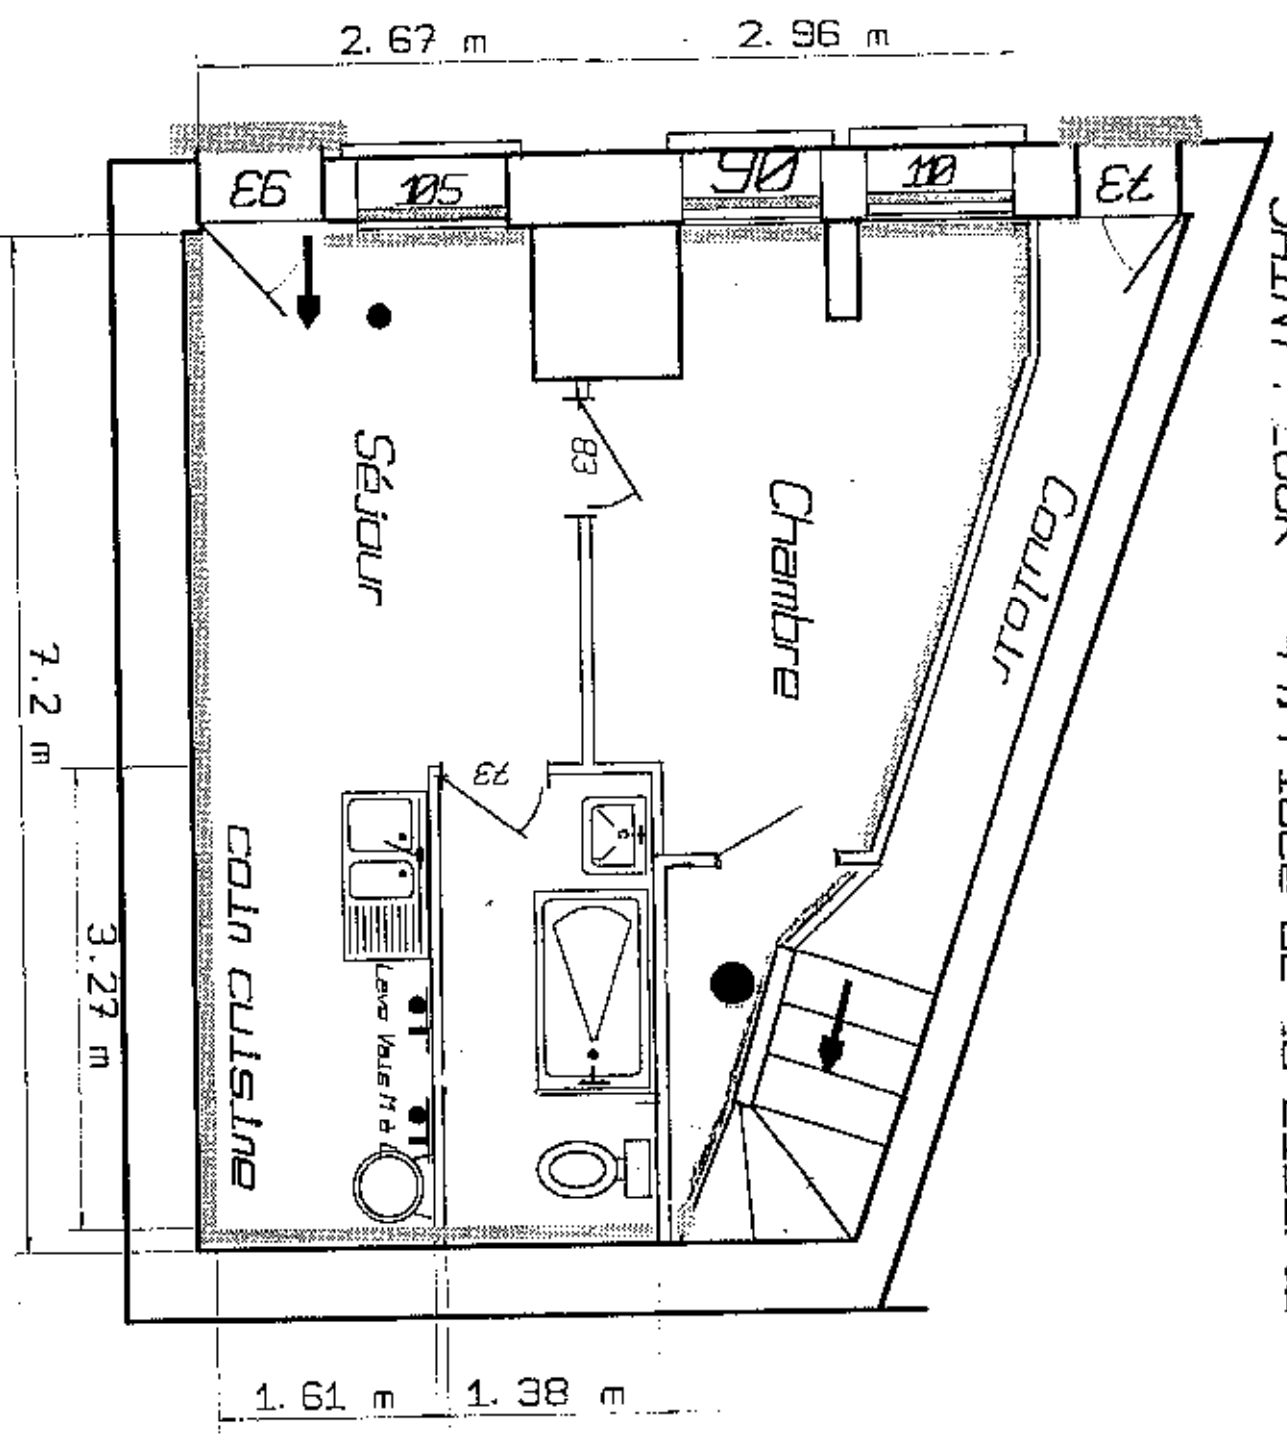 2.67 m
2.96 m
93
105
90
110
73
83
Séjour
Chambre
Couloir
7.2 m
73
3.27 m
coin cuisine
Lave Vaisselle
1.61 m
1.38 m